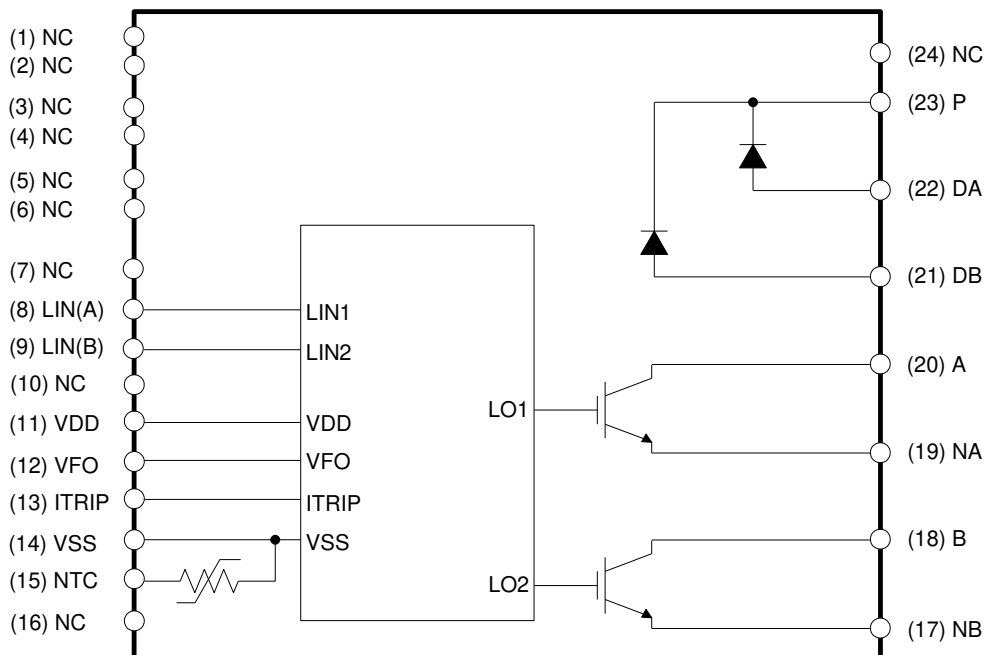 (1) NC
(2) NC
(3) NC
(4) NC
(5) NC
(6) NC
(7) NC
(8) LIN(A)
(9) LIN(B)
(10) NC
(11) VDD
(12) VFO
(13) ITRIP
(14) VSS
(15) NTC
(16) NC
LIN1
LIN2
VDD
VFO
ITRIP
VSS
LO1
LO2
(24) NC
(23) P
(22) DA
(21) DB
(20) A
(19) NA
(18) B
(17) NB